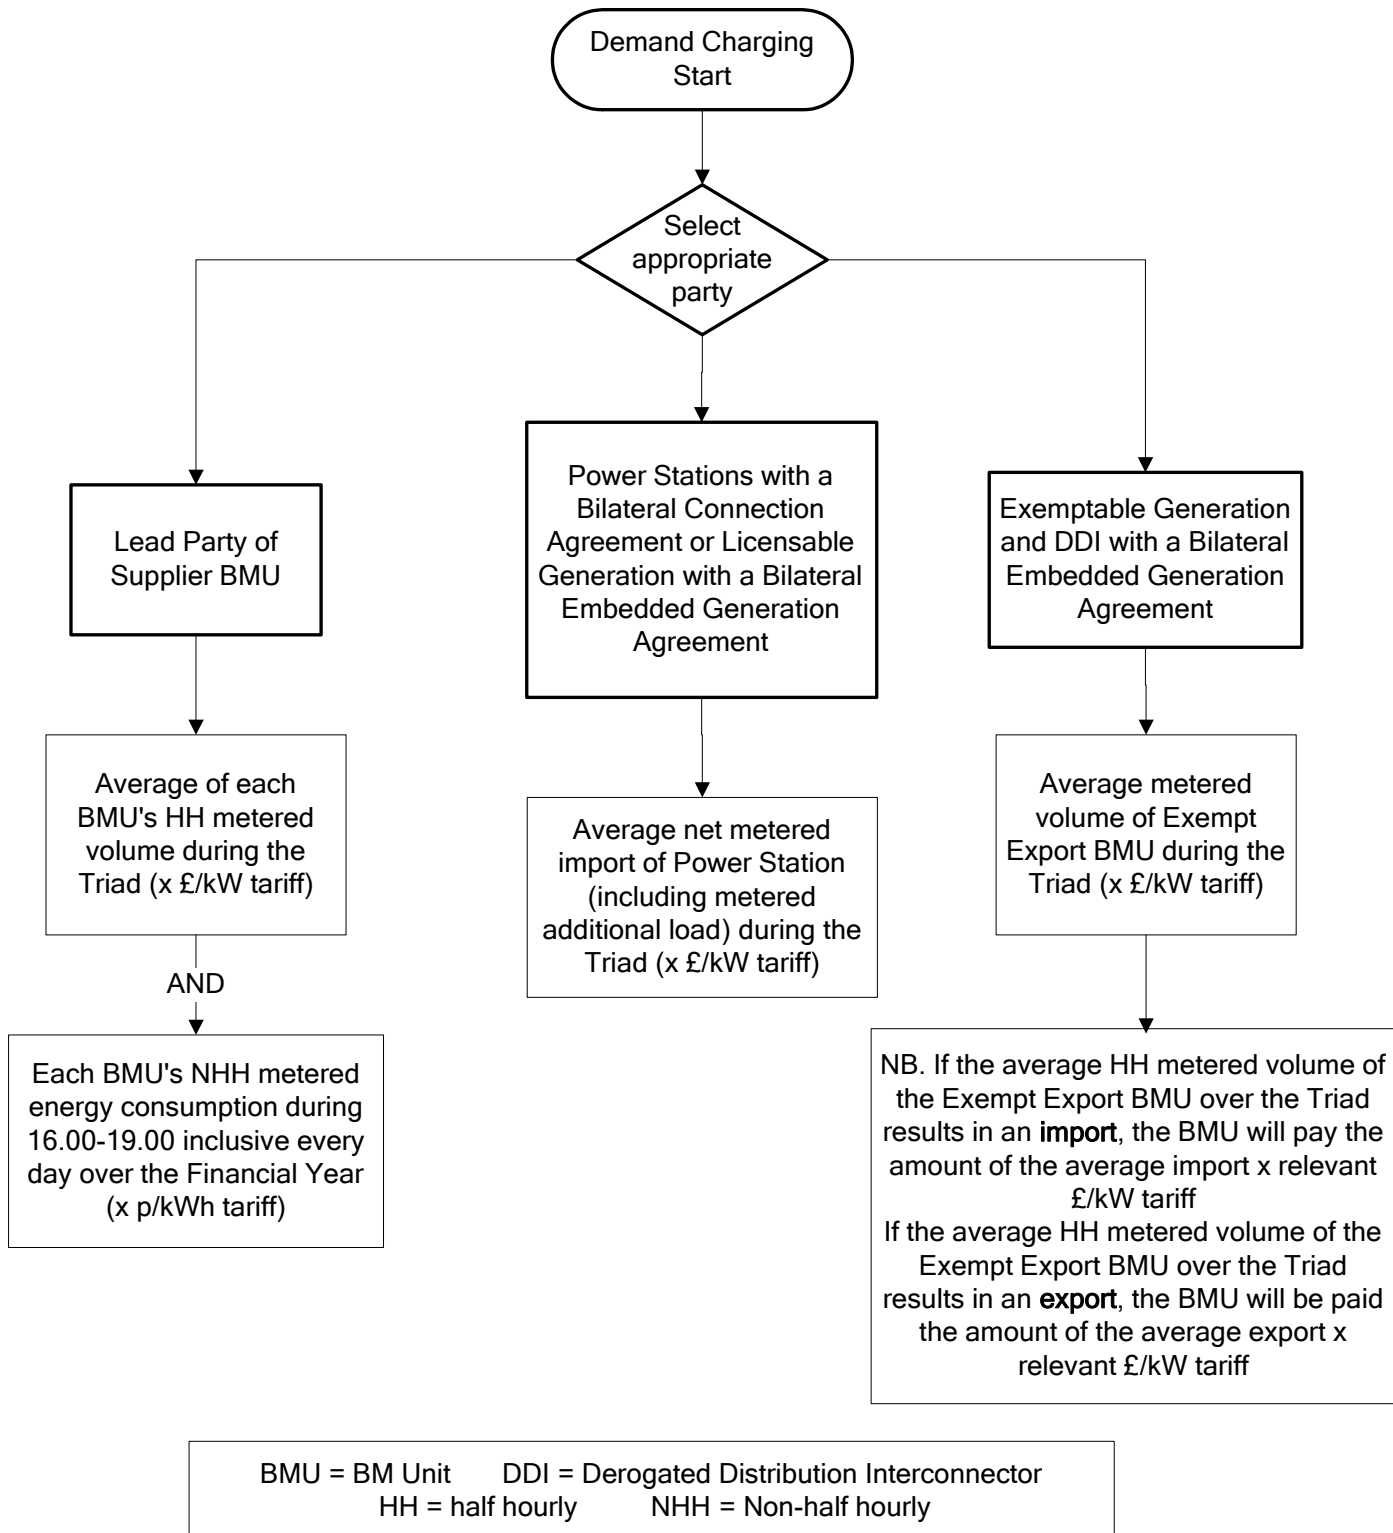 Demand Charging
Start
Select
appropriate
party
Lead Party of
Supplier BMU
Power Stations with a
Bilateral Connection
Agreement or Licensable
Generation with a Bilateral
Embedded Generation
Agreement
Exemptable Generation
and DDI with a Bilateral
Embedded Generation
Agreement
Average of each
BMU's HH metered
volume during the
Triad (x £/kW tariff)
AND
Each BMU's NHH metered
energy consumption during
16.00-19.00 inclusive every
day over the Financial Year
(x p/kWh tariff)
Average net metered
import of Power Station
(including metered
additional load) during the
Triad (x £/kW tariff)
Average metered
volume of Exempt
Export BMU during the
Triad (x £/kW tariff)
NB. If the average HH metered volume of
the Exempt Export BMU over the Triad
results in an import, the BMU will pay the
amount of the average import x relevant
£/kW tariff
If the average HH metered volume of the
Exempt Export BMU over the Triad
results in an export, the BMU will be paid
the amount of the average export x
relevant £/kW tariff
BMU = BM Unit DDI = Derogated Distribution Interconnector
HH = half hourly NHH = Non-half hourly